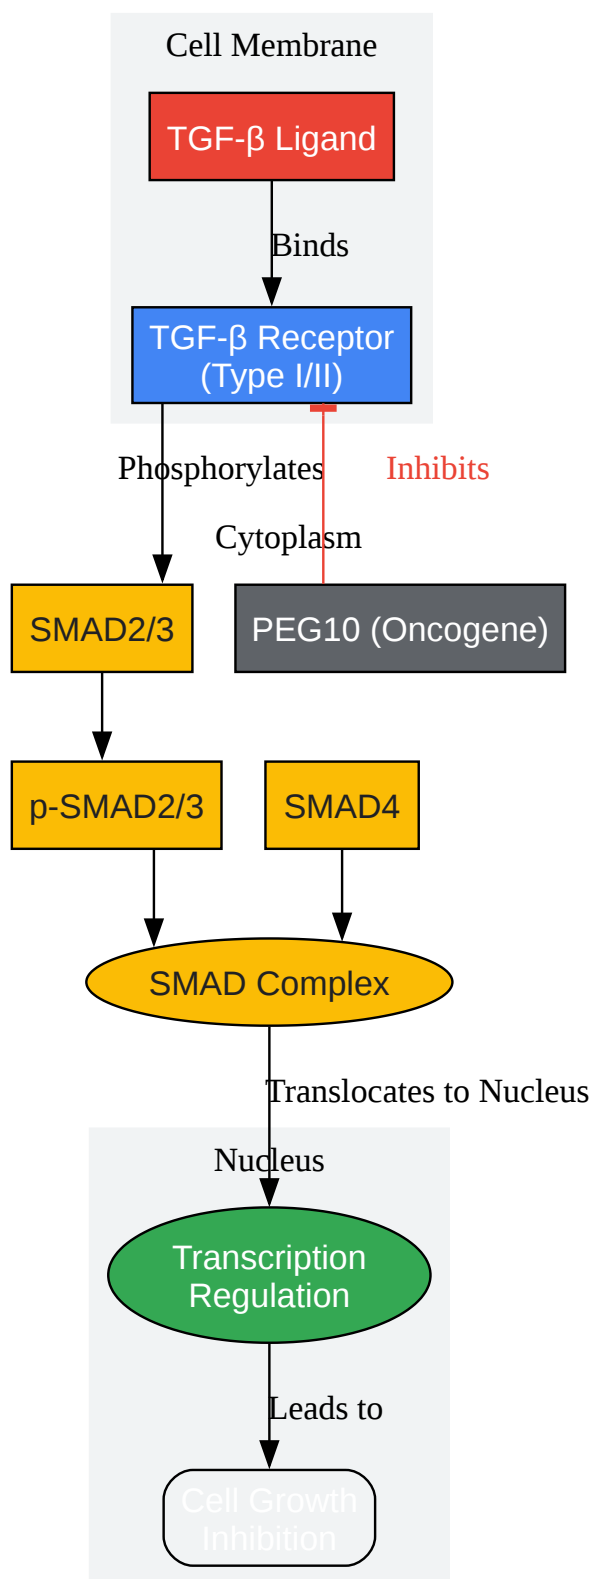 Cell Membrane
TGF-β Ligand
Binds
TGF-β Receptor
(Type I/II)
Phosphorylates
Inhibits
Cytoplasm
SMAD2/3
PEG10 (Oncogene)
p-SMAD2/3
SMAD4
SMAD Complex
Translocates to Nucleus
Nucleus
Transcription
Regulation
Leads to
Cell Growth
Inhibition